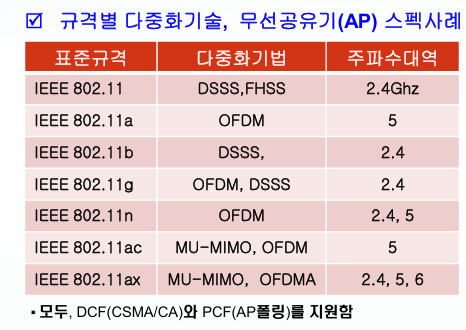 ☑ 규격별 다중화기술, 무선공유기(AP) 스펙사례
표준규격 다중화기법 주파수대역
IEEE 802.11 DSSS,FHSS 2.4Ghz
IEEE 802.11a OFDM 5
IEEE 802.11b DSSS, 2.4
IEEE 802.11g OFDM, DSSS 2.4
IEEE 802.11n OFDM 2.4, 5
IEEE 802.11ac MU-MIMO, OFDM 5
IEEE 802.11ax MU-MIMO, OFDMA 2.4, 5, 6
▪ 모두, DCF(CSMA/CA)와 PCF(AP폴링)를 지원함